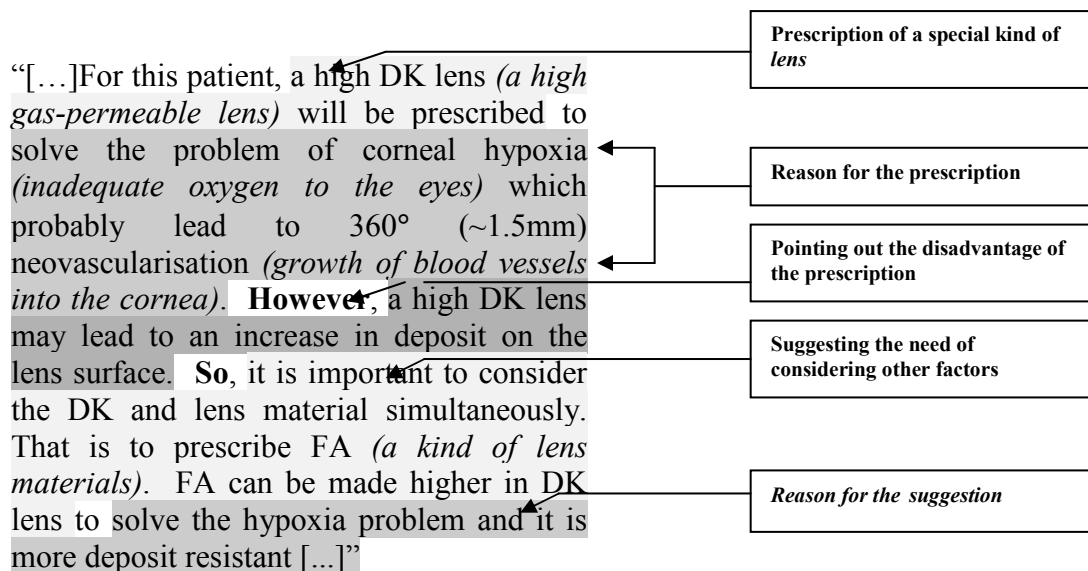 “[…]For this patient, a high DK lens (a high
gas-permeable lens) will be prescribed to
solve the problem of corneal hypoxia
(inadequate oxygen to the eyes) which
probably lead to 360° (~1.5mm)
neovascularisation (growth of blood vessels
into the cornea). However, a high DK lens
may lead to an increase in deposit on the
lens surface. So, it is important to consider
the DK and lens material simultaneously.
That is to prescribe FA (a kind of lens
materials). FA can be made higher in DK
lens to solve the hypoxia problem and it is
more deposit resistant [...]”
Prescription of a special kind of
lens
Reason for the prescription
Pointing out the disadvantage of
the prescription
Suggesting the need of
considering other factors
Reason for the suggestion